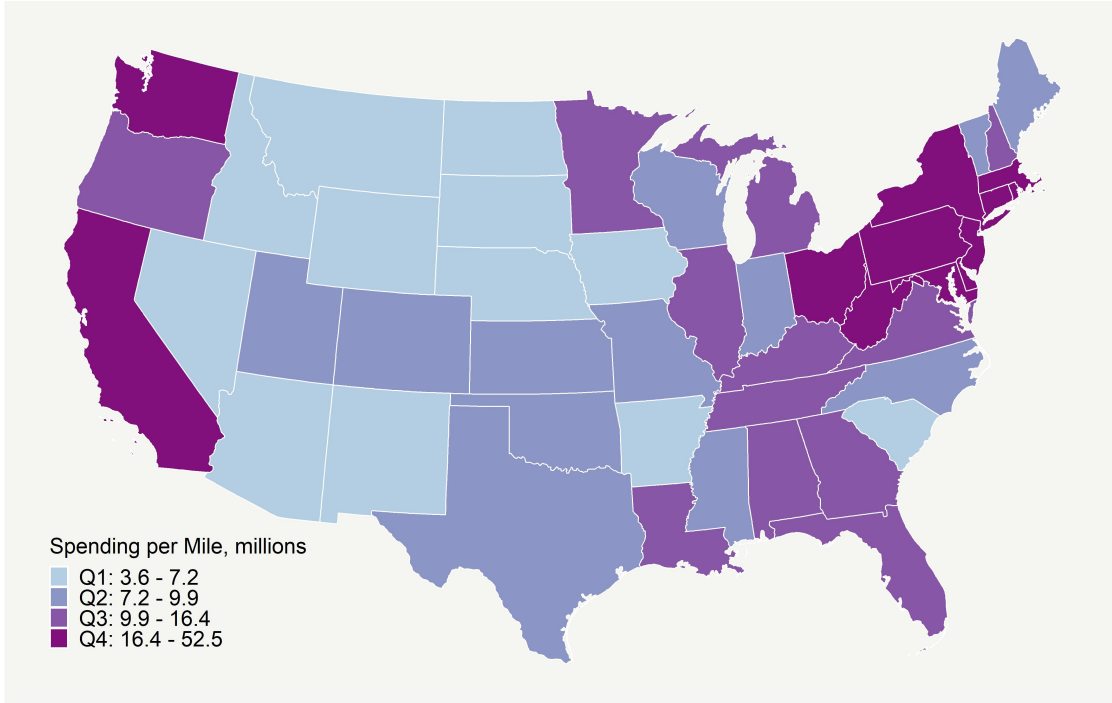 Spending per Mile, millions
Q1: 3.6 - 7.2
Q2: 7.2 - 9.9
Q3: 9.9 - 16.4
Q4: 16.4 - 52.5